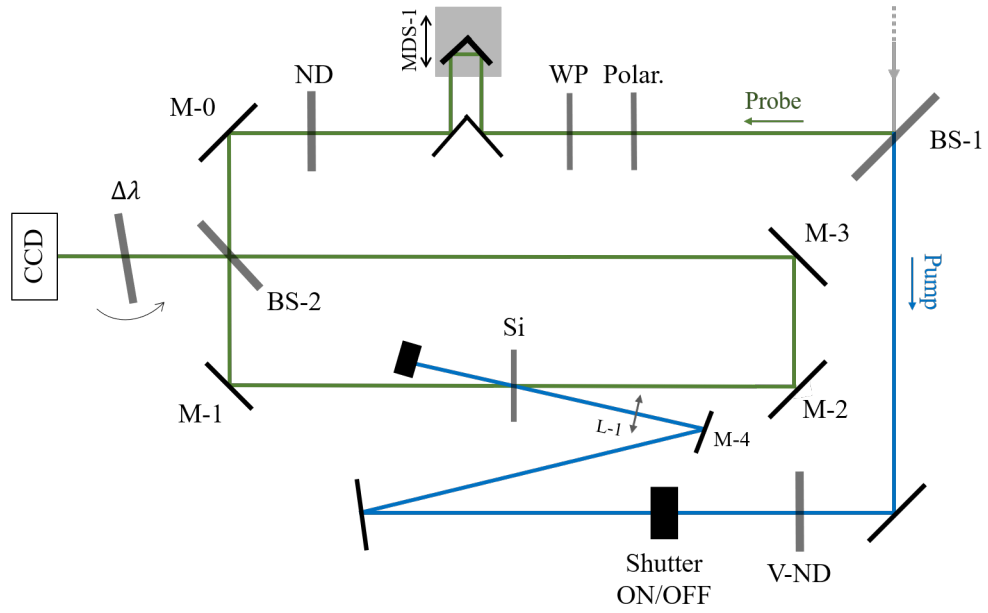 MDS-1
ND
WP
Polar.
M-0
Probe
BS-1
Δλ
CCD
M-3
BS-2
Pump
Si
M-1
M-2
L-1
M-4
Shutter
ON/OFF
V-ND